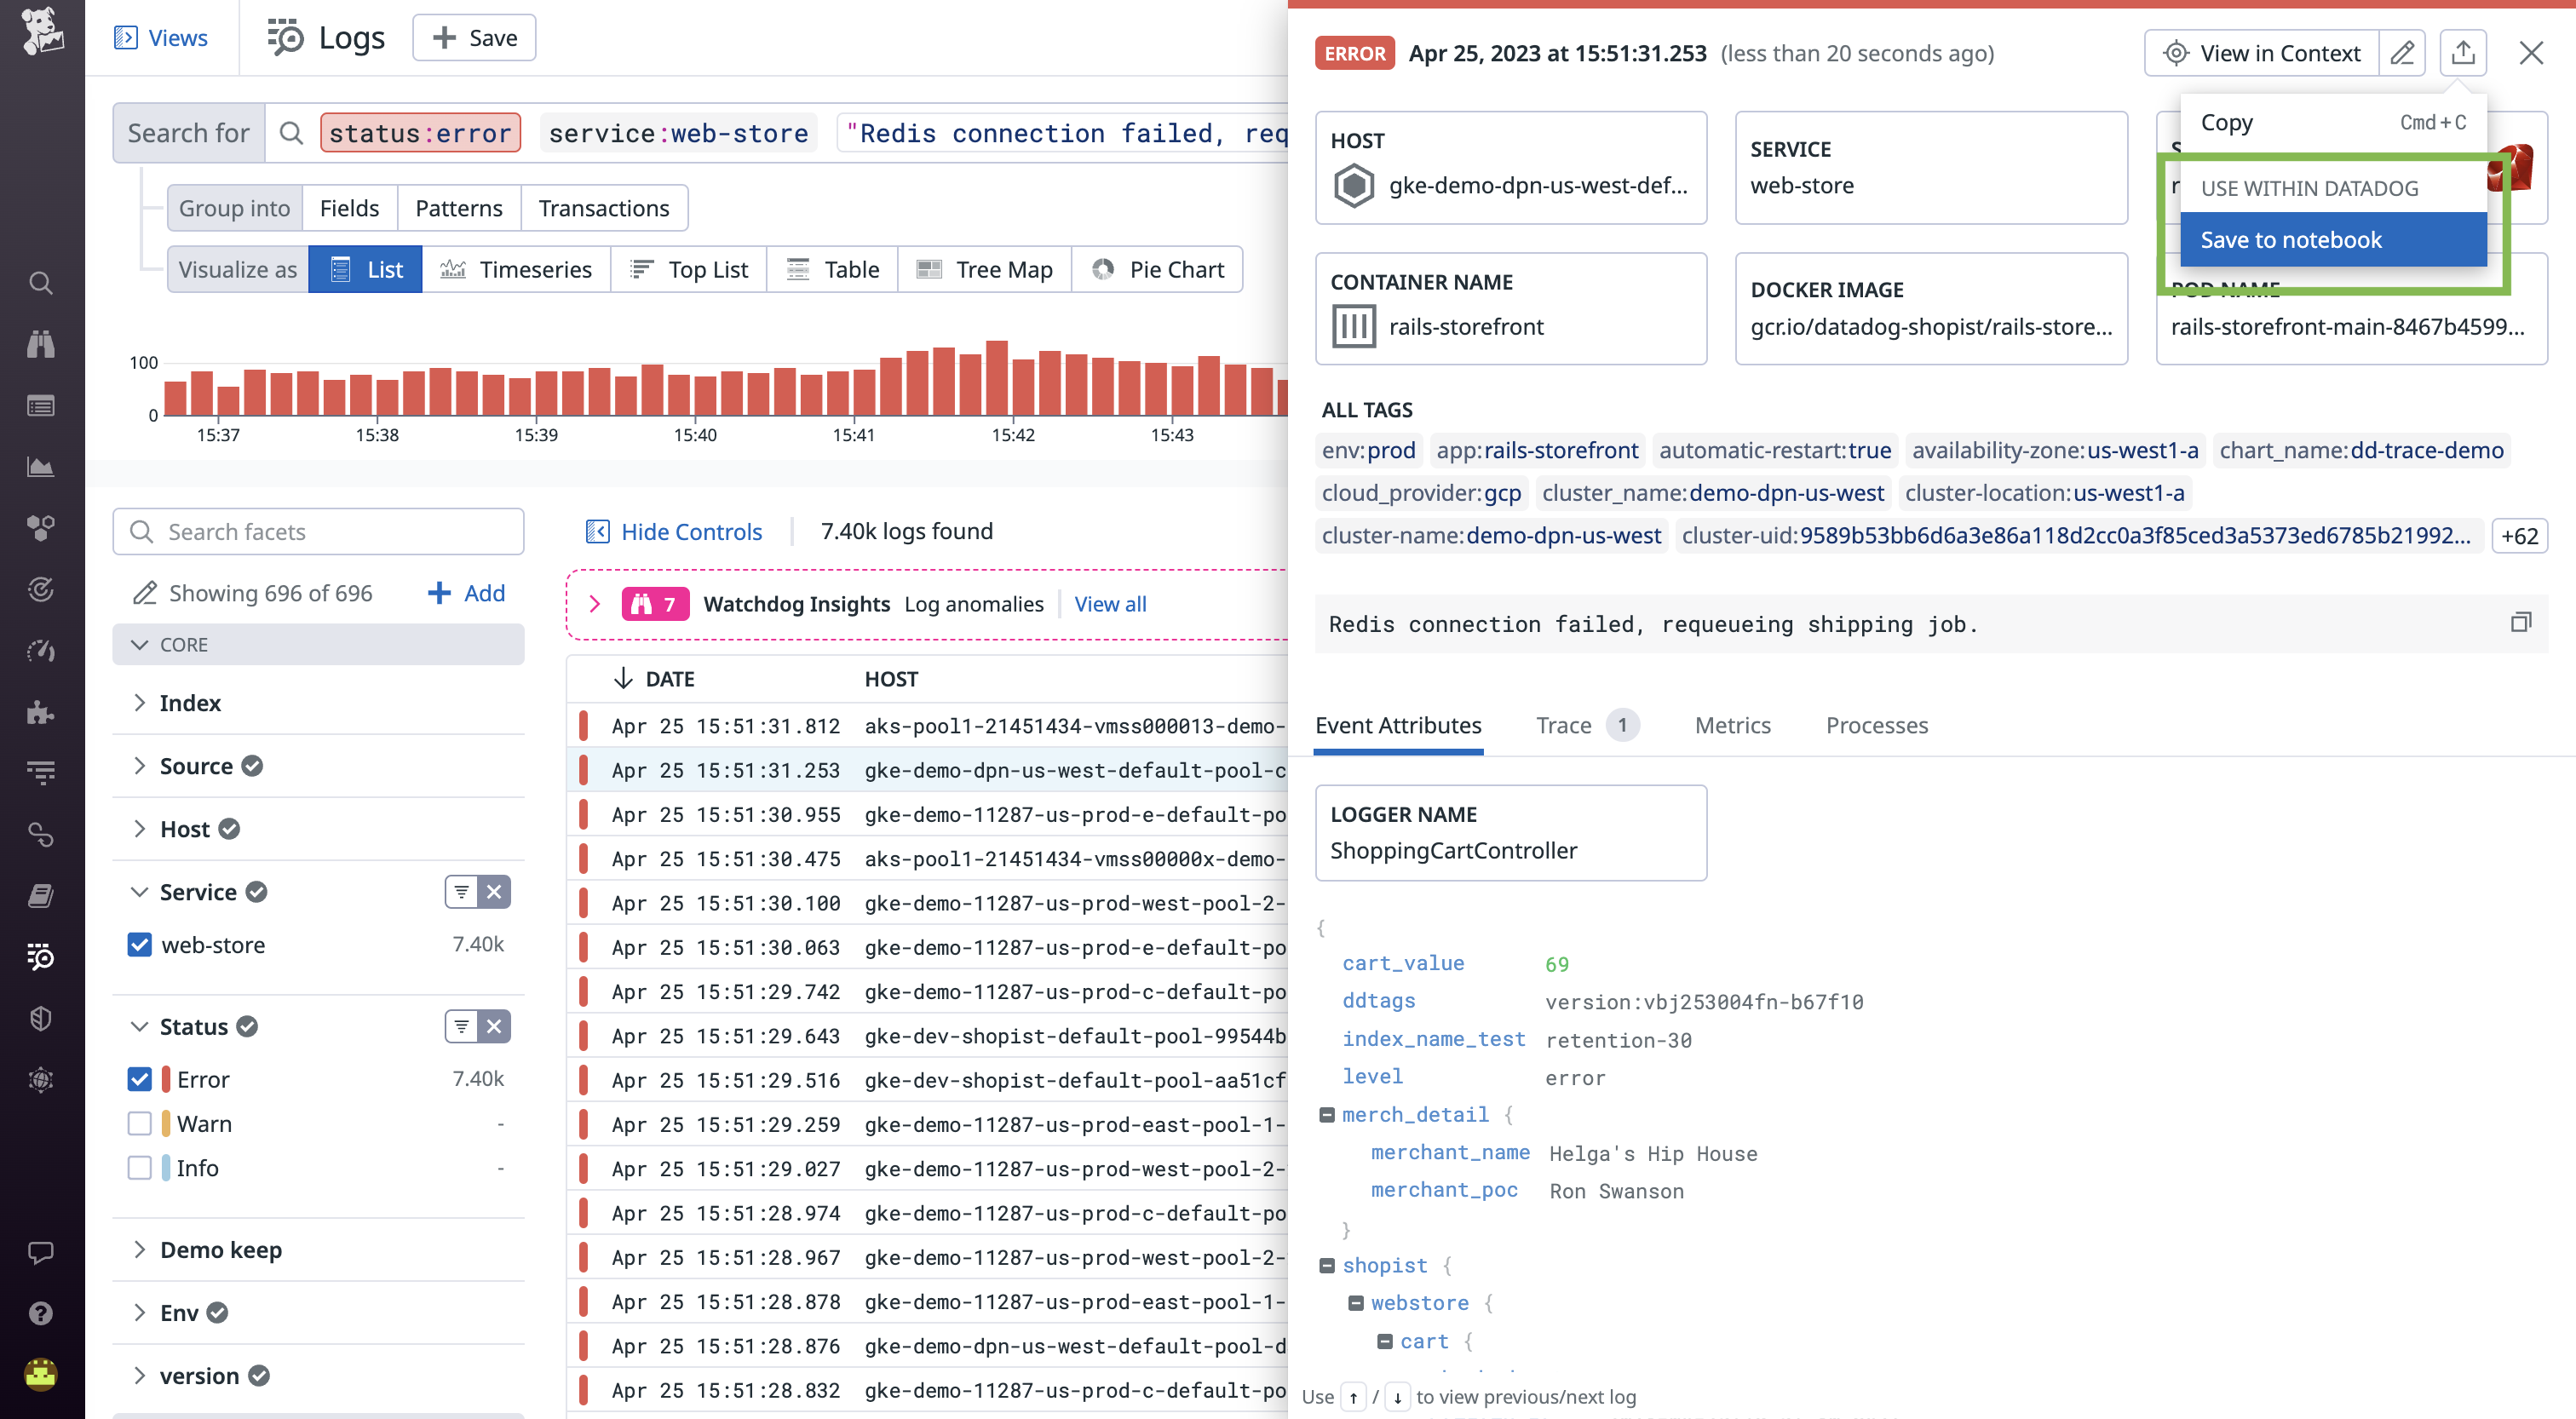 Views
Logs
Save
Search for
status:error
service:web-store
"Redis connection failed, req
Group into
Fields
Patterns
Transactions
Visualize as
List
Timeseries
Top List
Table
Tree Map
Pie Chart
100
0
15:37
15:38
15:39
15:40
15:41
15:42
15:43
Search facets
Showing 696 of 696
Add
CORE
Index
Source
Host
Service
web-store
7.40k
Status
Error
7.40k
Warn
-
Info
-
Demo keep
Env
version
Hide Controls
7.40k logs found
7
Watchdog Insights
Log anomalies
View all
DATE
HOST
Apr 25 15:51:31.812 aks-pool1-21451434-vmss000013-demo-
Apr 25 15:51:31.253 gke-demo-dpn-us-west-default-pool-c
Apr 25 15:51:30.955 gke-demo-11287-us-prod-e-default-po
Apr 25 15:51:30.475 aks-pool1-21451434-vmss00000x-demo-
Apr 25 15:51:30.100 gke-demo-11287-us-prod-west-pool-2-
Apr 25 15:51:30.063 gke-demo-11287-us-prod-e-default-po
Apr 25 15:51:29.742 gke-demo-11287-us-prod-c-default-po
Apr 25 15:51:29.643 gke-dev-shopist-default-pool-99544b
Apr 25 15:51:29.516 gke-dev-shopist-default-pool-aa51cf
Apr 25 15:51:29.259 gke-demo-11287-us-prod-east-pool-1-
Apr 25 15:51:29.027 gke-demo-11287-us-prod-west-pool-2-
Apr 25 15:51:28.974 gke-demo-11287-us-prod-c-default-po
Apr 25 15:51:28.967 gke-demo-11287-us-prod-west-pool-2-
Apr 25 15:51:28.878 gke-demo-11287-us-prod-east-pool-1-
Apr 25 15:51:28.876 gke-demo-dpn-us-west-default-pool-d
Apr 25 15:51:28.832 gke-demo-11287-us-prod-c-default-po
ERROR
Apr 25, 2023 at 15:51:31.253 (less than 20 seconds ago)
View in Context
Copy
Cmd+C
USE WITHIN DATADOG
Save to notebook
HOST
gke-demo-dpn-us-west-def...
SERVICE
web-store
CONTAINER NAME
rails-storefront
DOCKER IMAGE
gcr.io/datadog-shopist/rails-store...
POD NAME
rails-storefront-main-8467b4599...
ALL TAGS
env:prod app:rails-storefront automatic-restart:true availability-zone:us-west1-a chart_name:dd-trace-demo
cloud_provider:gcp cluster_name:demo-dpn-us-west cluster-location:us-west1-a
cluster-name:demo-dpn-us-west cluster-uid:9589b53bb6d6a3e86a118d2cc0a3f85ced3a5373ed6785b21992... +62
Redis connection failed, requeueing shipping job.
Event Attributes
Trace 1
Metrics
Processes
LOGGER NAME
ShoppingCartController
{
cart_value 69
ddtags version:vbj253004fn-b67f10
index_name_test retention-30
level error
merch_detail {
merchant_name Helga's Hip House
merchant_poc Ron Swanson
}
shopist {
webstore {
cart {
Use ↑ / ↓ to view previous/next log